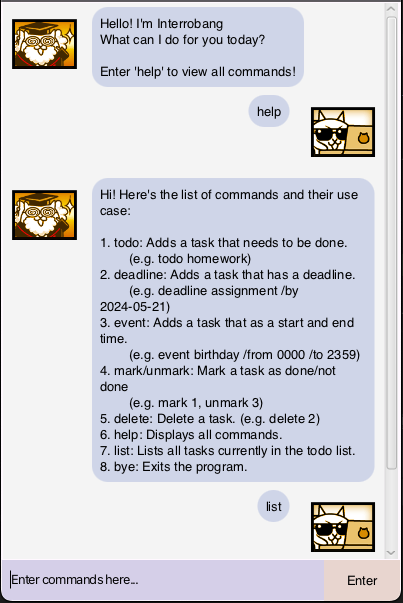 Hello! I'm Interrobang
What can I do for you today?
Enter 'help' to view all commands!
help
Hi! Here's the list of commands and their use
case:
1. todo: Adds a task that needs to be done.
(e.g. todo homework)
2. deadline: Adds a task that has a deadline.
(e.g. deadline assignment /by
2024-05-21)
3. event: Adds a task that as a start and end
time.
(e.g. event birthday /from 0000 /to 2359)
4. mark/unmark: Mark a task as done/not
done
(e.g. mark 1, unmark 3)
5. delete: Delete a task. (e.g. delete 2)
6. help: Displays all commands.
7. list: Lists all tasks currently in the todo list.
8. bye: Exits the program.
list
Enter commands here...
Enter